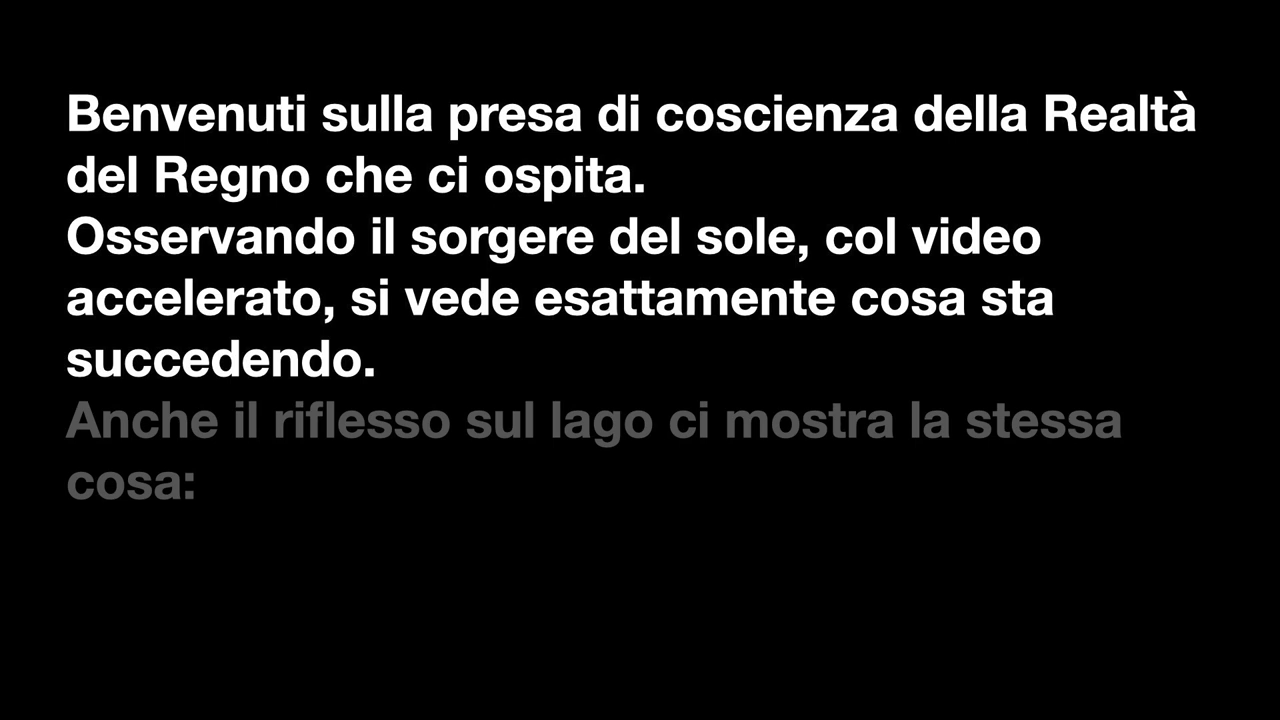 Benvenuti sulla presa di coscienza della Realtà
del Regno che ci ospita.
Osservando il sorgere del sole, col video
accelerato, si vede esattamente cosa sta
succedendo.
Anche il riflesso sul lago ci mostra la stessa
cosa: